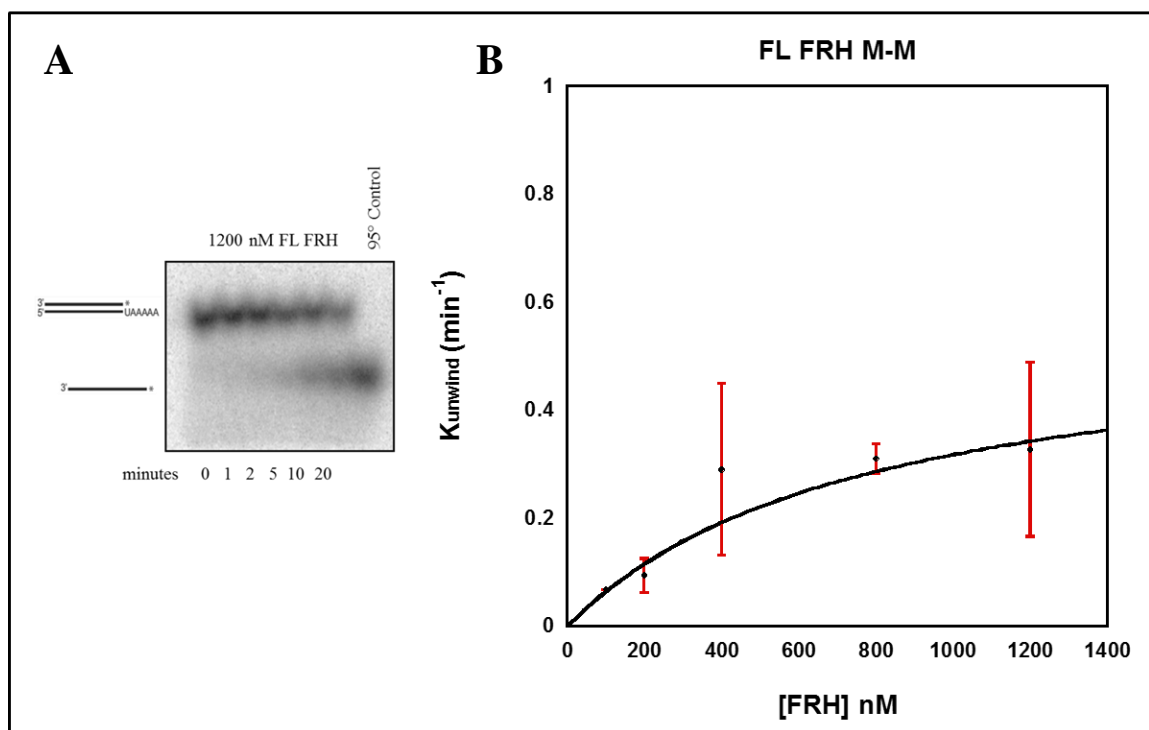 A
1200 nM FL FRH
95° Control
3' *
5' UAAAAA
3' *
minutes 0 1 2 5 10 20
B
FL FRH M-M
Kunwind (min-1)
1
0.8
0.6
0.4
0.2
0
0 200 400 600 800 1000 1200 1400
[FRH] nM